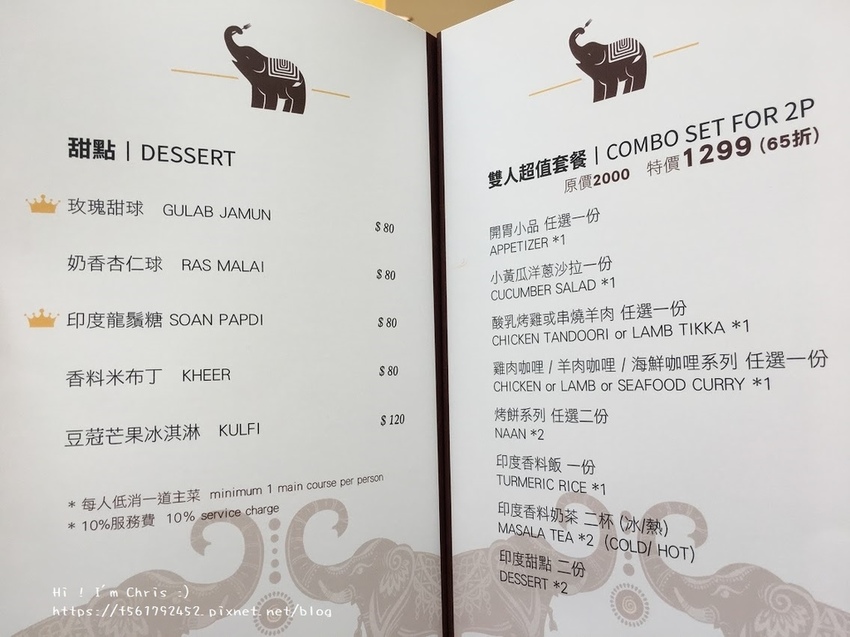 甜點 | DESSERT
玫瑰甜球 GULAB JAMUN $ 80
奶香杏仁球 RAS MALAI $ 80
印度龍鬚糖 SOAN PAPDI $ 80
香料米布丁 KHEER $ 80
豆蔻芒果冰淇淋 KULFI $ 120
* 每人低消一道主菜 minimum 1 main course per person
* 10%服務費 10% service charge
雙人超值套餐 | COMBO SET FOR 2P
原價2000 特價1299 (65折)
開胃小品 任選一份
APPETIZER *1
小黃瓜洋蔥沙拉一份
CUCUMBER SALAD *1
酸乳烤雞或串燒羊肉 任選一份
CHICKEN TANDOORI or LAMB TIKKA *1
雞肉咖哩 / 羊肉咖哩 / 海鮮咖哩系列 任選一份
CHICKEN or LAMB or SEAFOOD CURRY *1
烤餅系列 任選二份
NAAN *2
印度香料飯 一份
TURMERIC RICE *1
印度香料奶茶 二杯 (冰/熱)
MASALA TEA *2 (COLD/ HOT)
印度甜點 二份
DESSERT *2
Hi ! I'm Chris :)
https://t561792452.pixnet.net/blog